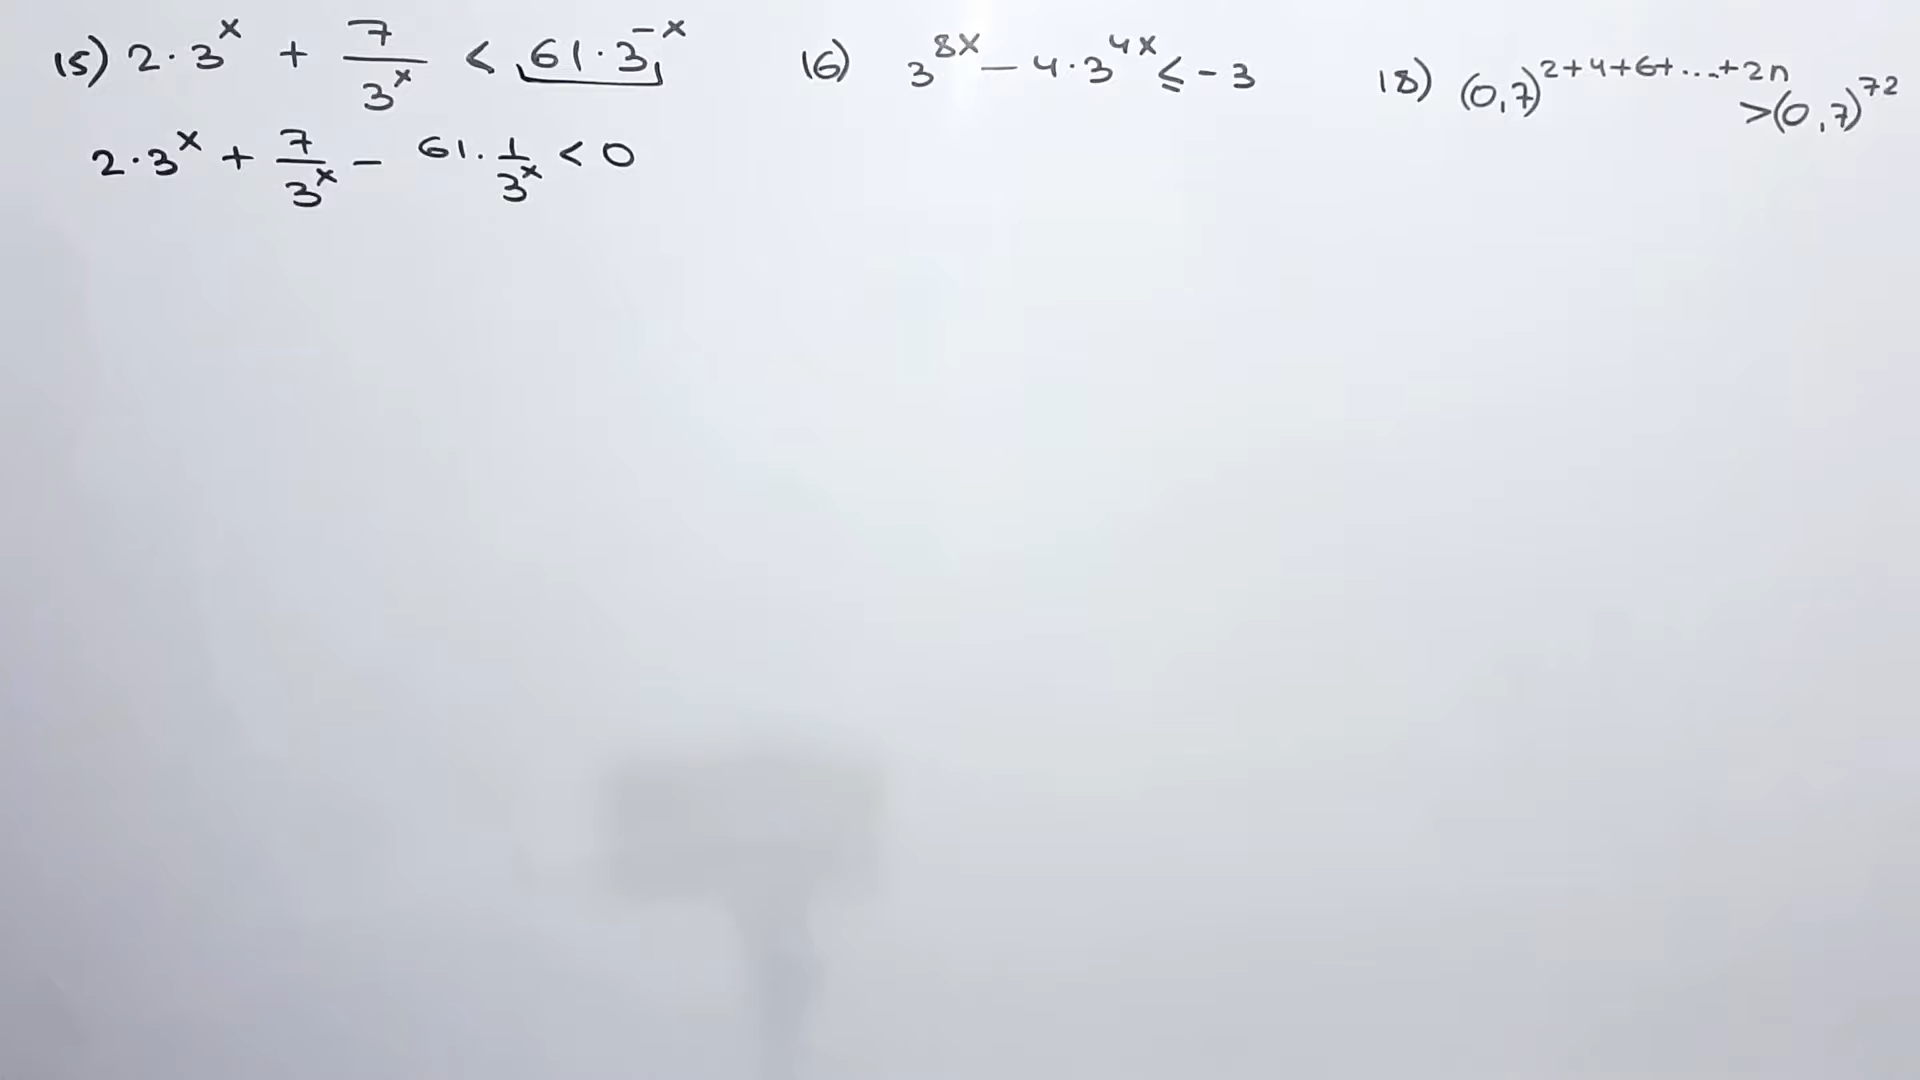 15) 2·3^x + 7/3^x < 61·3^-x
2·3^x + 7/3^x - 61·1/3^x < 0
16) 3^8x - 4·3^4x ≤ -3
18) (0,7)^2+4+6+...+2n
>(0,7)^72